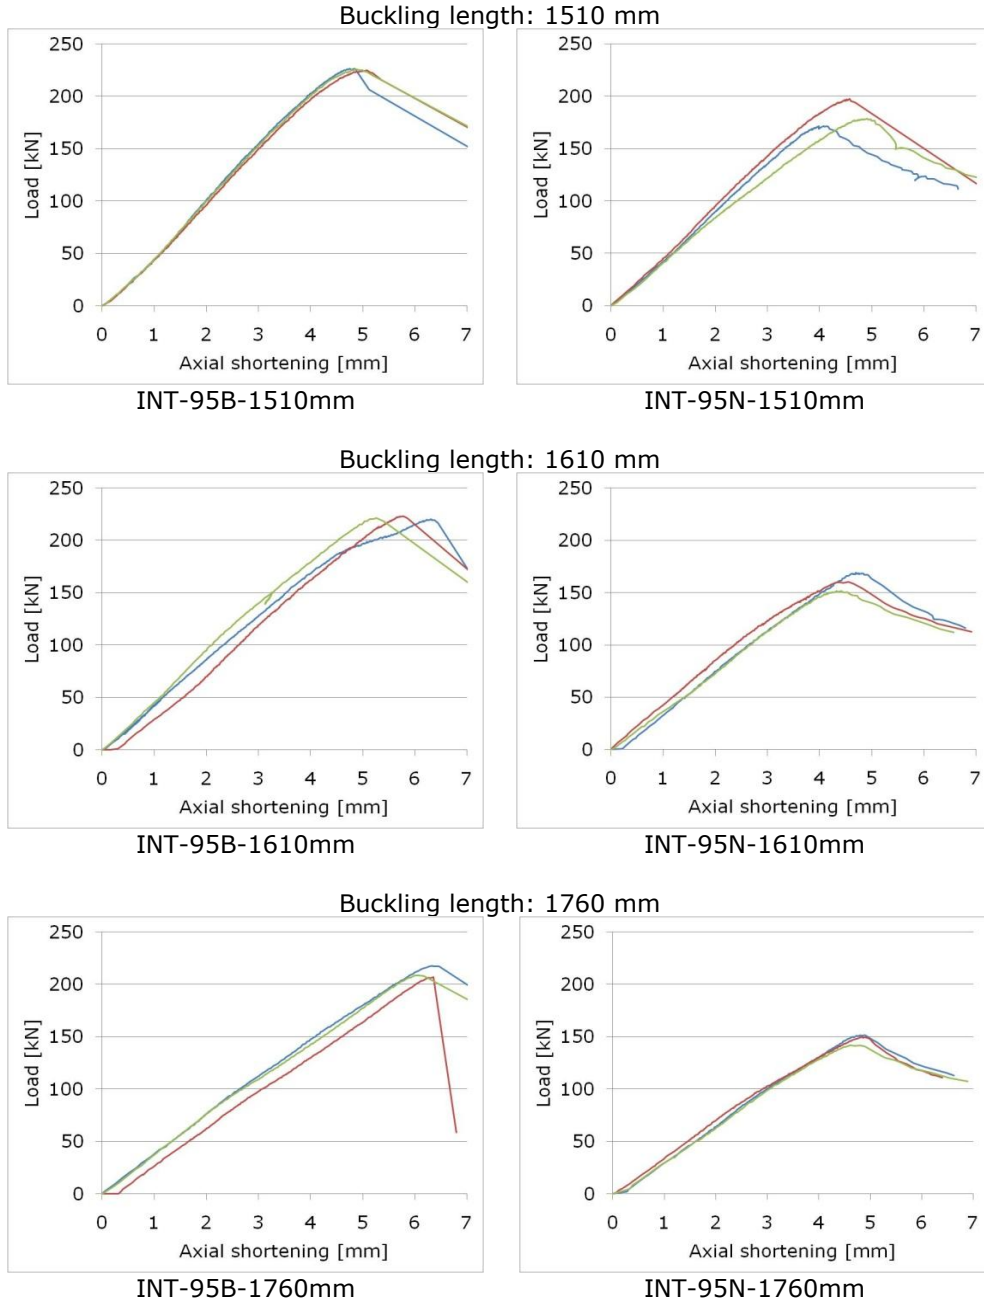 Buckling length: 1510 mm
250
200
150
100
50
0
Load [kN]
0 1 2 3 4 5 6 7
Axial shortening [mm]
INT-95B-1510mm
250
200
150
100
50
0
Load [kN]
0 1 2 3 4 5 6 7
Axial shortening [mm]
INT-95N-1510mm
Buckling length: 1610 mm
250
200
150
100
50
0
Load [kN]
0 1 2 3 4 5 6 7
Axial shortening [mm]
INT-95B-1610mm
250
200
150
100
50
0
Load [kN]
0 1 2 3 4 5 6 7
Axial shortening [mm]
INT-95N-1610mm
Buckling length: 1760 mm
250
200
150
100
50
0
Load [kN]
0 1 2 3 4 5 6 7
Axial shortening [mm]
INT-95B-1760mm
250
200
150
100
50
0
Load [kN]
0 1 2 3 4 5 6 7
Axial shortening [mm]
INT-95N-1760mm